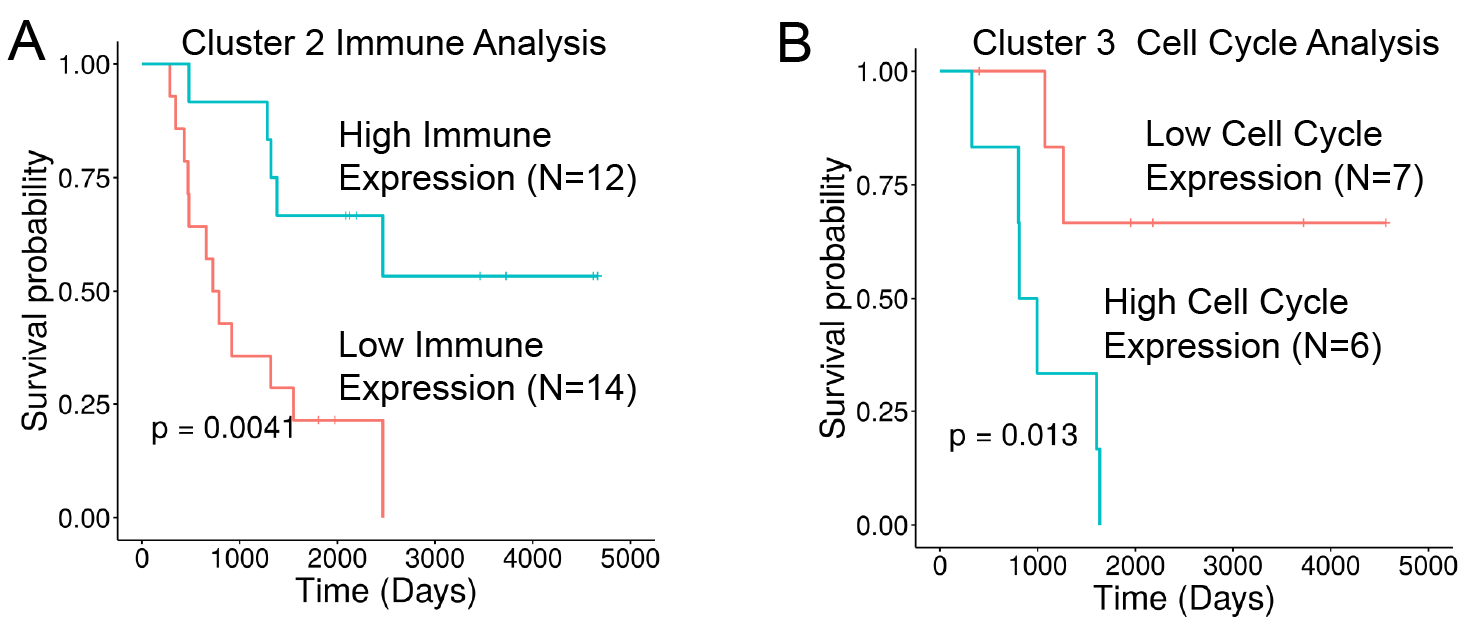 A
Cluster 2 Immune Analysis
Survival probability
1.00
0.75
0.50
0.25
0.00
High Immune
Expression (N=12)
Low Immune
Expression (N=14)
p = 0.0041
0 1000 2000 3000 4000 5000
Time (Days)
B
Cluster 3 Cell Cycle Analysis
Survival probability
1.00
0.75
0.50
0.25
0.00
Low Cell Cycle
Expression (N=7)
High Cell Cycle
Expression (N=6)
p = 0.013
0 1000 2000 3000 4000 5000
Time (Days)